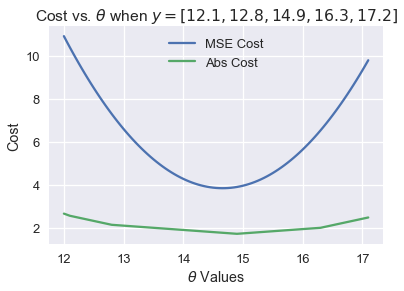 Cost vs. θ when y = [12.1, 12.8, 14.9, 16.3, 17.2]
MSE Cost
Abs Cost
10
8
6
4
2
Cost
12 13 14 15 16 17
θ Values